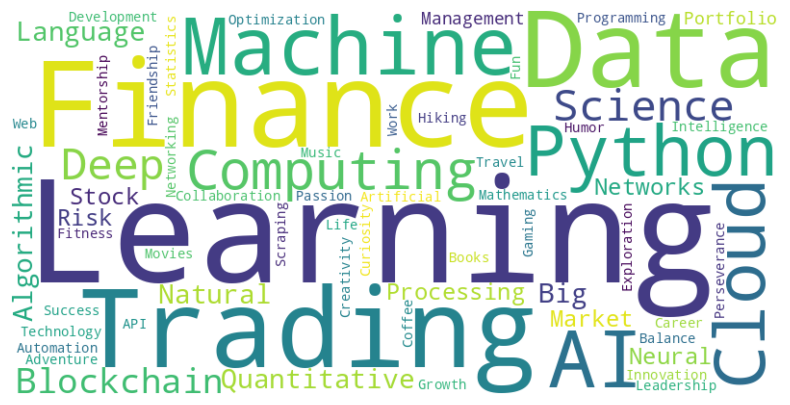 Development
Language
Optimization
Management
Programming
Portfolio
Machine
Data
Statistics
Friendship
Mentorship
Finance
Fun
Science
Web
Work
Hiking
Humor
Intelligence
Python
Networking
Deep
Computing
Music
Travel
Networks
Algorithmic
Stock
Collaboration
Passion
Artificial
Mathematics
Cloud
Risk
Learning
Fitness
Scraping
Life
Curiosity
Gaming
Exploration
Perseverance
Movies
Books
Creativity
Natural
Processing
Big
Trading
Coffee
Success
API
Market
Career
Technology
AI
Balance
Automation
Neural
Adventure
Blockchain
Quantitative
Growth
Innovation
Leadership